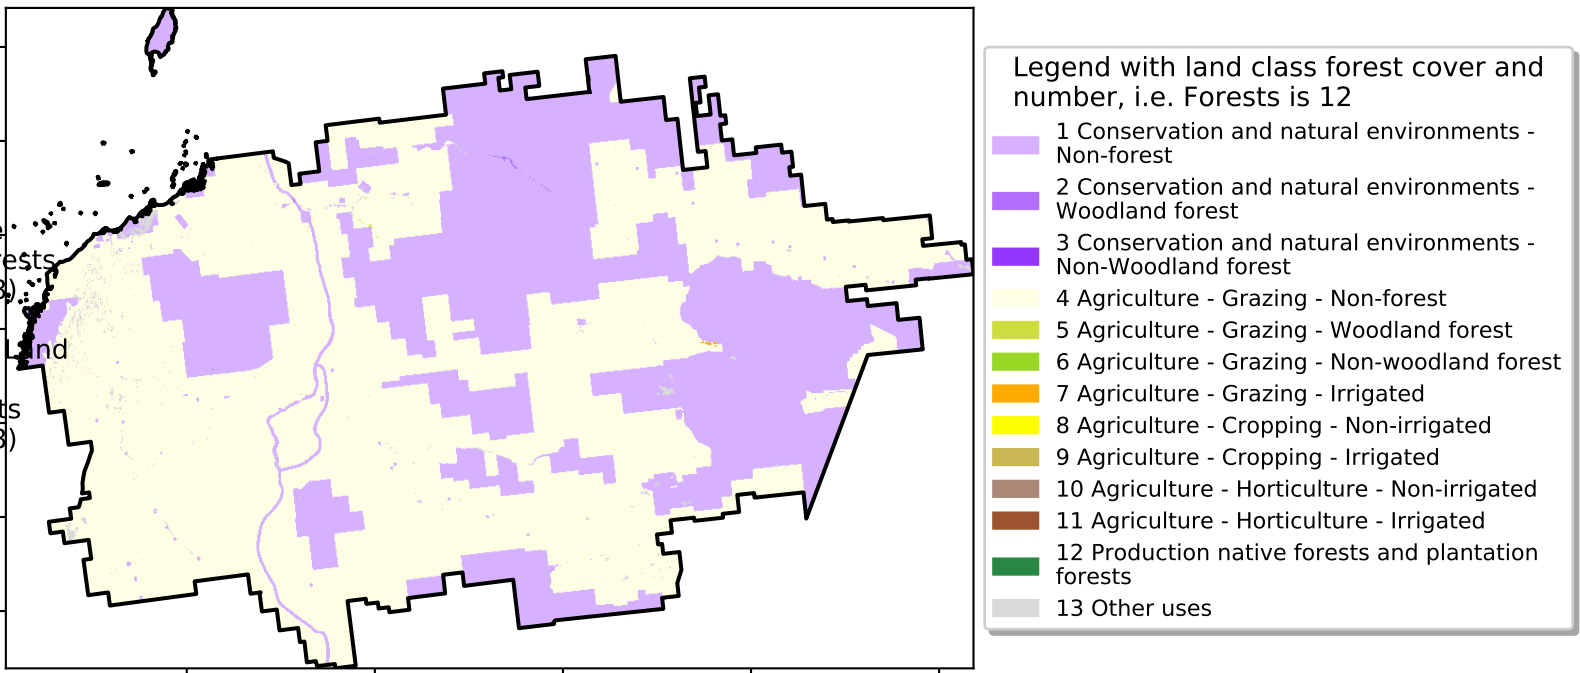 Legend with land class forest cover and
number, i.e. Forests is 12
1 Conservation and natural environments -
Non-forest
2 Conservation and natural environments -
Woodland forest
3 Conservation and natural environments -
Non-Woodland forest
4 Agriculture - Grazing - Non-forest
5 Agriculture - Grazing - Woodland forest
6 Agriculture - Grazing - Non-woodland forest
7 Agriculture - Grazing - Irrigated
8 Agriculture - Cropping - Non-irrigated
9 Agriculture - Cropping - Irrigated
10 Agriculture - Horticulture - Non-irrigated
11 Agriculture - Horticulture - Irrigated
12 Production native forests and plantation
forests
13 Other uses